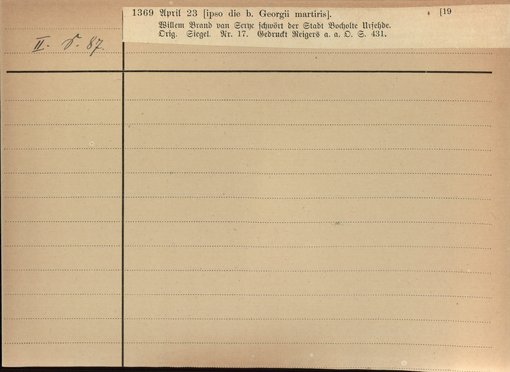 1369 April 23 [ipso die b. Georgii martiris]. [19
Willem Brand van Serye schwört der Stadt Bocholte Urfehde.
Orig. Siegel. Nr. 17. Gedruckt Reigers a. a. O. S. 431.
II. S. 87.